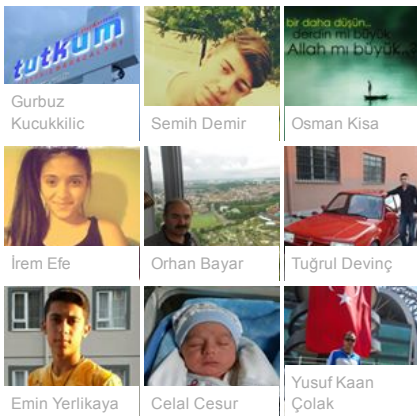 tutkum
Gurbuz
Kucukkilic
Semih Demir
bir daha düşün...
derdin mi büyük
Allah mı büyük
Osman Kisa
İrem Efe
Orhan Bayar
Tuğrul Devinç
Emin Yerlikaya
Celal Cesur
Yusuf Kaan
Çolak